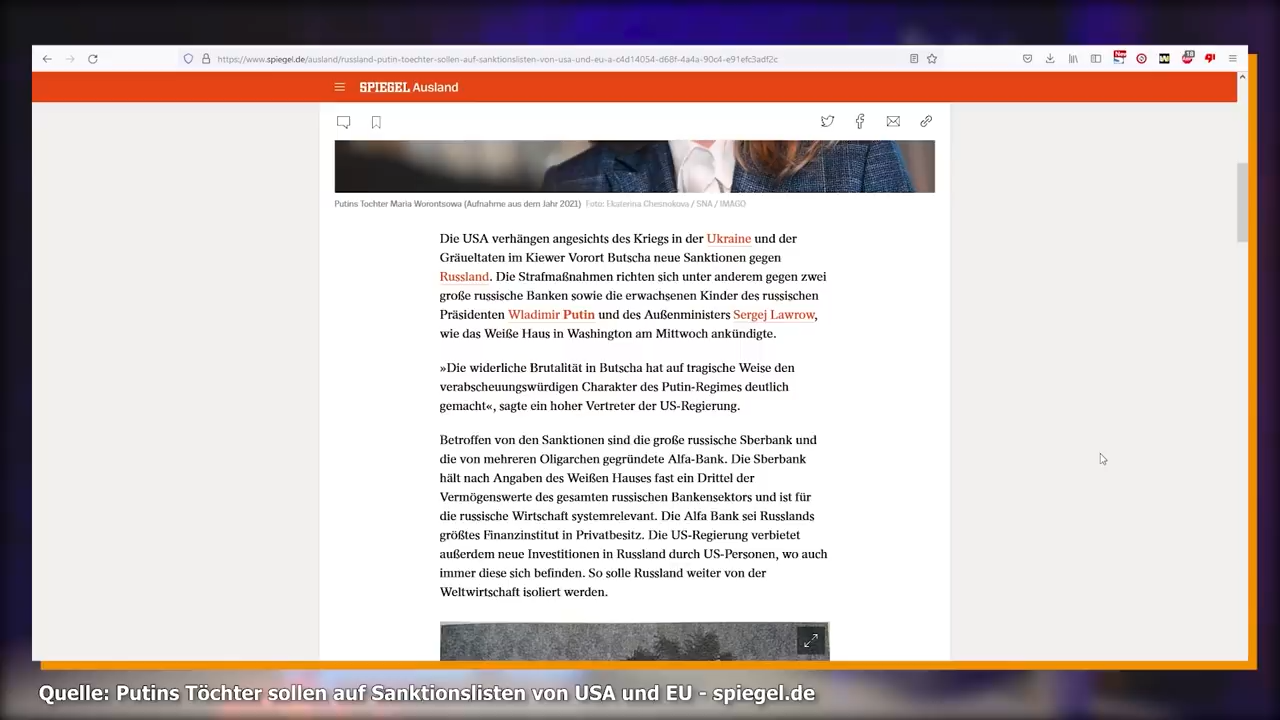 https://www.spiegel.de/ausland/russland-putin-toechter-sollen-auf-sanktionslisten-von-usa-und-eu-a-c4d14054-d68f-4a4a-90c4-e91efc3adf2c
SPIEGEL Ausland
Putins Tochter Maria Worontsowa (Aufnahme aus dem Jahr 2021) Foto: Ekaterina Chesnokova / SNA / IMAGO
Die USA verhängen angesichts des Kriegs in der Ukraine und der
Gräueltaten im Kiewer Vorort Butscha neue Sanktionen gegen
Russland. Die Strafmaßnahmen richten sich unter anderem gegen zwei
große russische Banken sowie die erwachsenen Kinder des russischen
Präsidenten Wladimir Putin und des Außenministers Sergej Lawrow,
wie das Weiße Haus in Washington am Mittwoch ankündigte.
»Die widerliche Brutalität in Butscha hat auf tragische Weise den
verabscheuungswürdigen Charakter des Putin-Regimes deutlich
gemacht«, sagte ein hoher Vertreter der US-Regierung.
Betroffen von den Sanktionen sind die große russische Sberbank und
die von mehreren Oligarchen gegründete Alfa-Bank. Die Sberbank
hält nach Angaben des Weißen Hauses fast ein Drittel der
Vermögenswerte des gesamten russischen Bankensektors und ist für
die russische Wirtschaft systemrelevant. Die Alfa Bank sei Russlands
größtes Finanzinstitut in Privatbesitz. Die US-Regierung verbietet
außerdem neue Investitionen in Russland durch US-Personen, wo auch
immer diese sich befinden. So solle Russland weiter von der
Weltwirtschaft isoliert werden.
Quelle: Putins Töchter sollen auf Sanktionslisten von USA und EU - spiegel.de